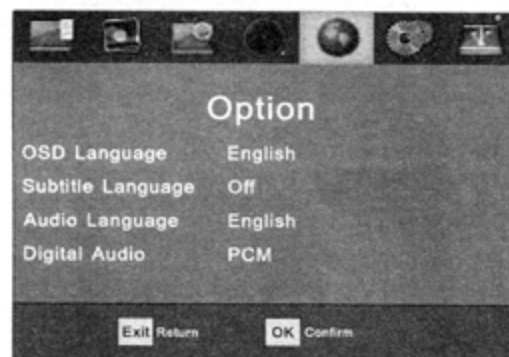 Option
OSD Language English
Subtitle Language Off
Audio Language English
Digital Audio PCM
Exit Return OK Confirm